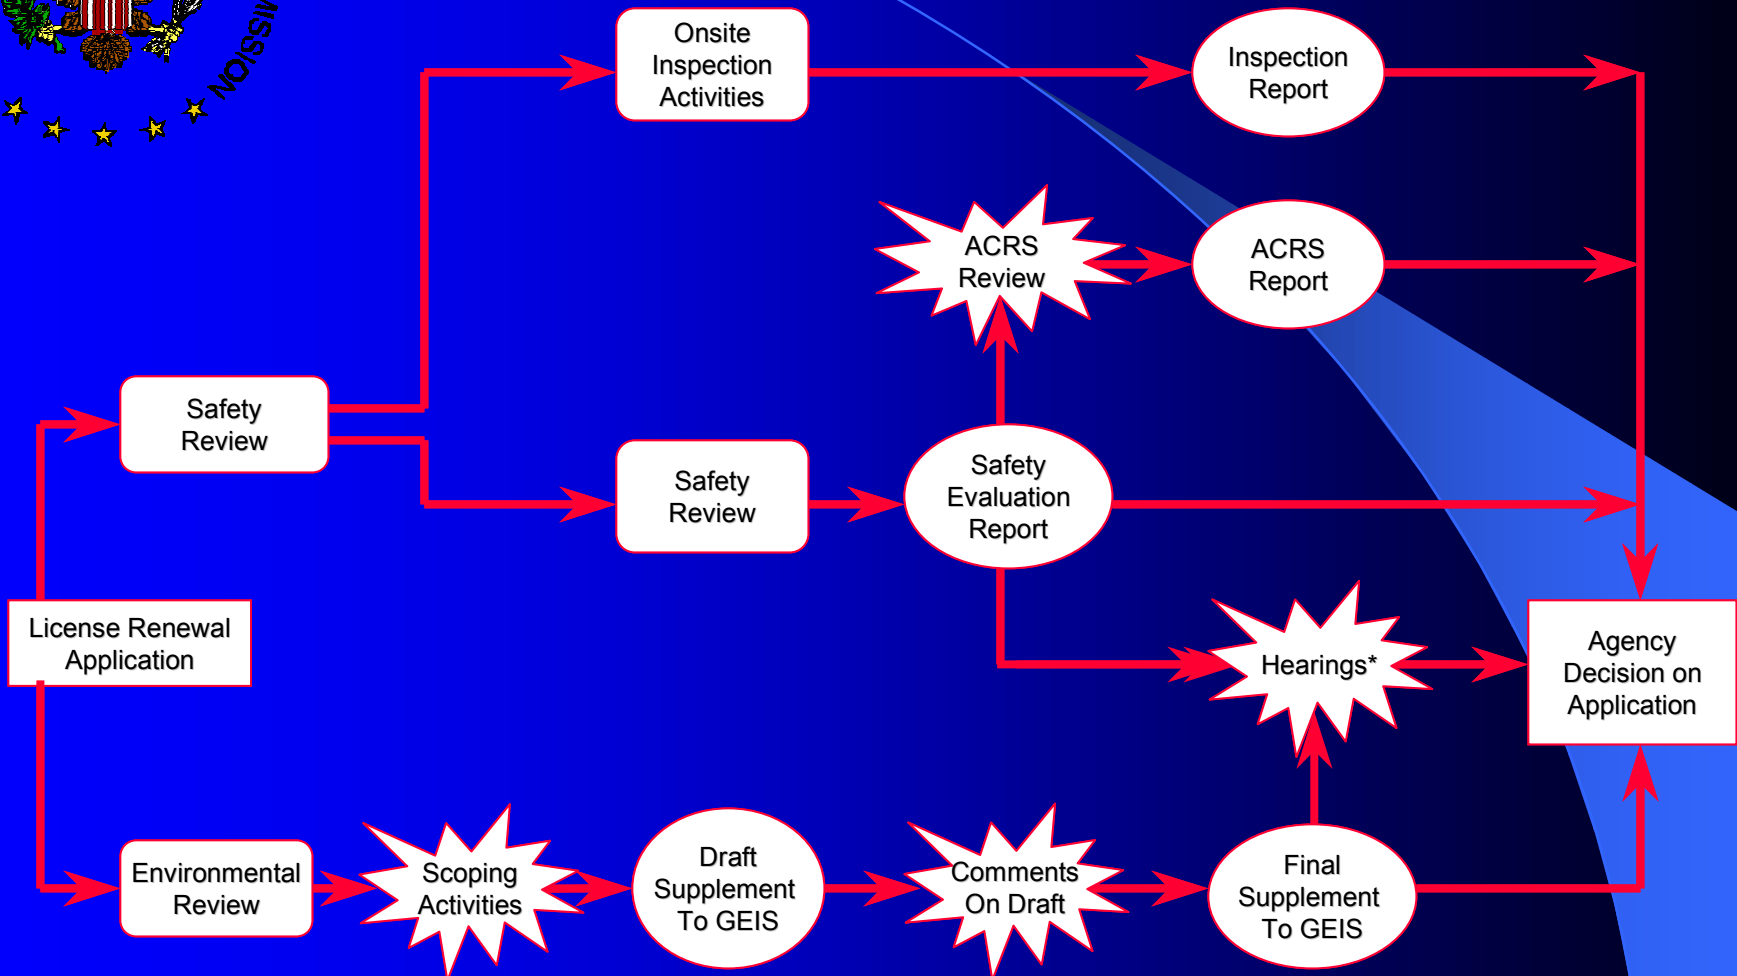 MISSION
Onsite
Inspection
Activities
Inspection
Report
ACRS
Review
ACRS
Report
Safety
Review
Safety
Review
Safety
Evaluation
Report
License Renewal
Application
Hearings*
Agency
Decision on
Application
Environmental
Review
Scoping
Activities
Draft
Supplement
To GEIS
Comments
On Draft
Final
Supplement
To GEIS